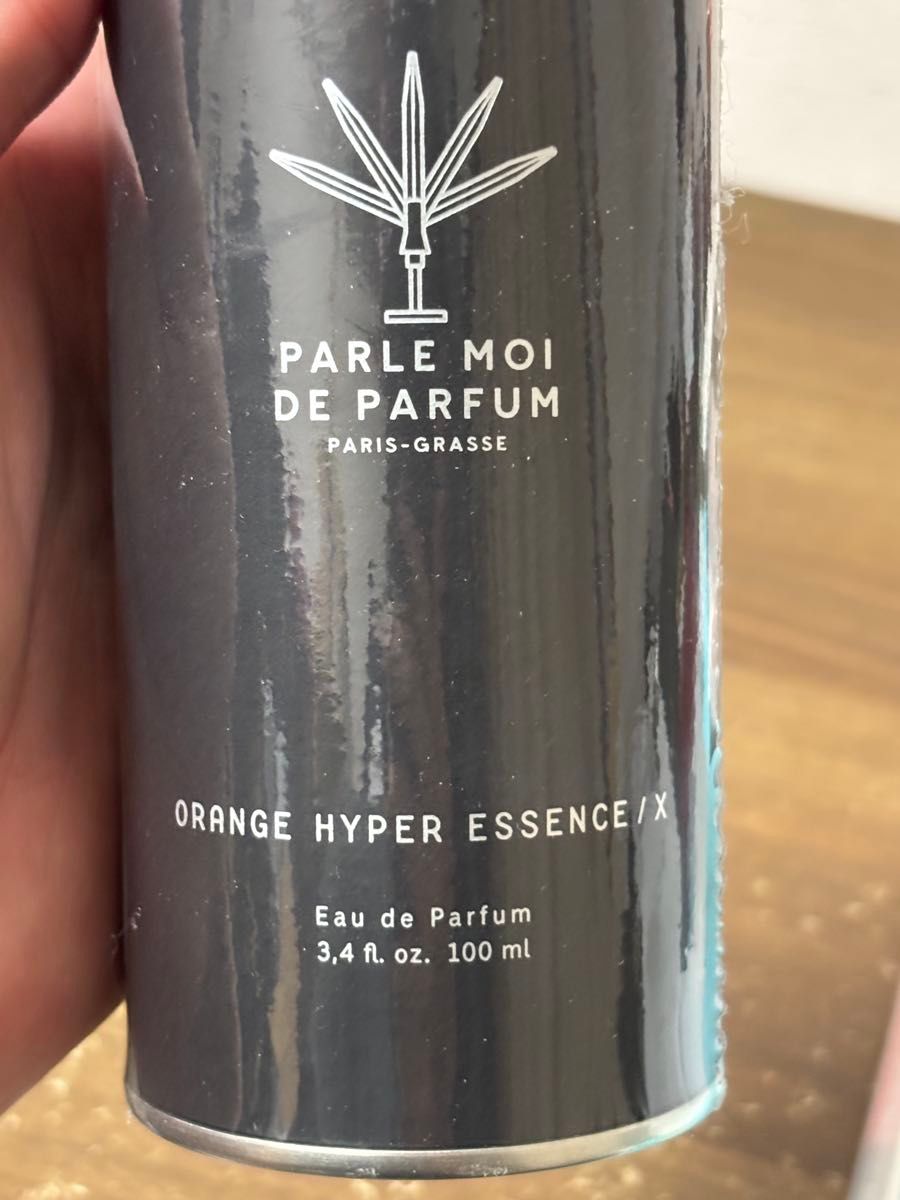 PARLE MOI
DE PARFUM
PARIS-GRASSE
ORANGE HYPER ESSENCE/X
Eau de Parfum
3,4 fl. oz. 100 ml